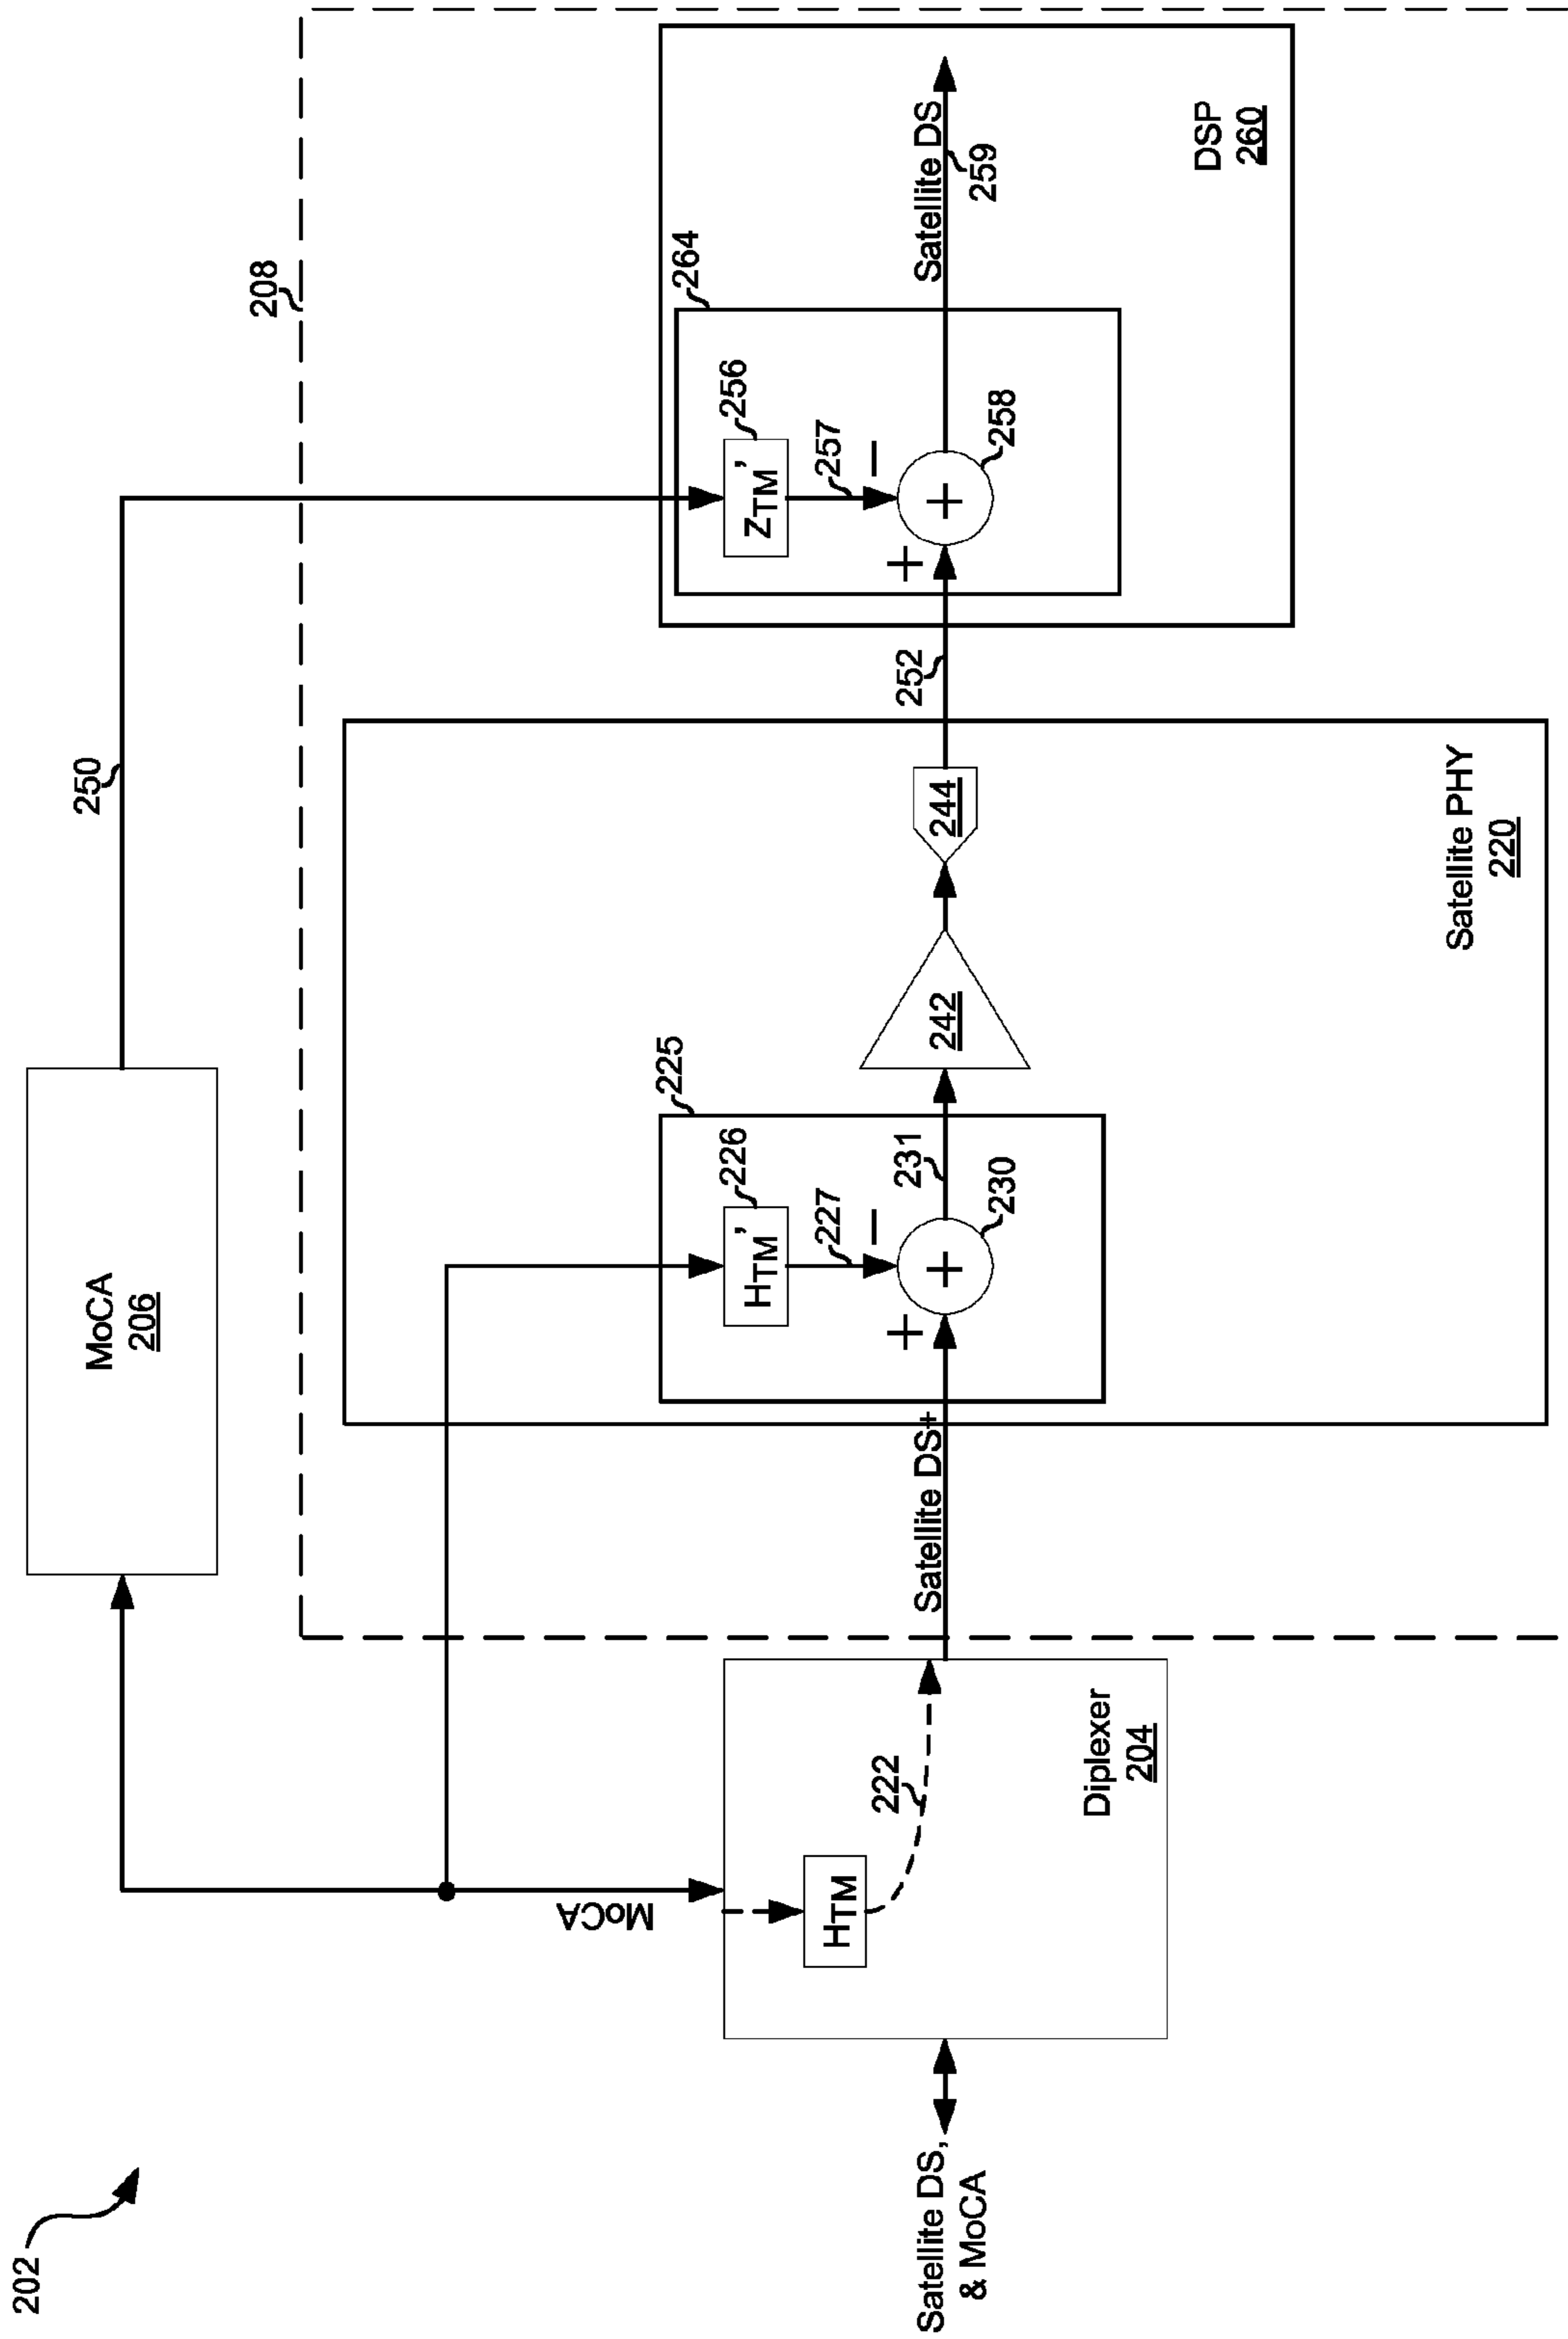 202
MoCA
206
250
208
MoCA
Satellite DS,
& MoCA
HTM
222
Diplexer
204
Satellite DS+
225
HTM'
226
227
−
+
+
230
231
242
244
Satellite PHY
220
252
264
ZTM'
256
257
−
+
+
258
Satellite DS
259
DSP
260